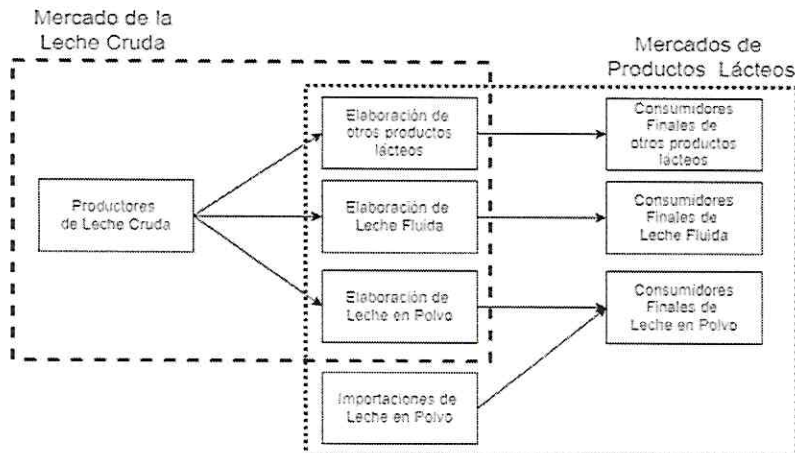 Mercado de la
Leche Cruda
Mercados de
Productos Lácteos
Elaboración de
otros productos
lácteos
Consumidores
Finales de
otros productos
lácteos
Productores
de Leche Cruda
Elaboración de
Leche Fluida
Consumidores
Finales de
Leche Fluida
Elaboración de
Leche en Polvo
Consumidores
Finales de
Leche en Polvo
Importaciones de
Leche en Polvo